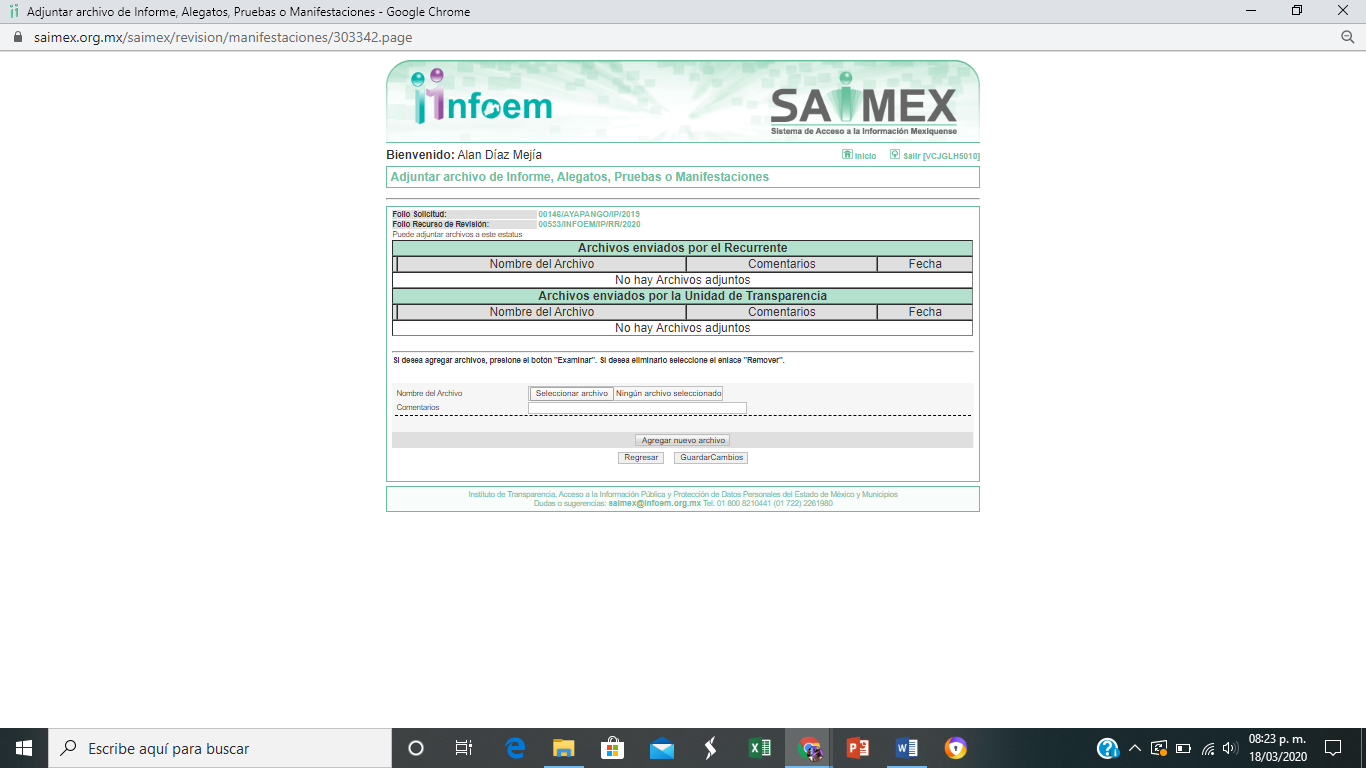 Adjuntar archivo de Informe, Alegatos, Pruebas o Manifestaciones - Google Chrome
saimex.org.mx/saimex/revision/manifestaciones/303342.page
infoem
SAIMEX
Sistema de Acceso a la Información Mexiquense
Bienvenido: Alan Díaz Mejía
Inicio Salir [VCJGLH5010]
Adjuntar archivo de Informe, Alegatos, Pruebas o Manifestaciones
Folio Solicitud: 00146/AYAPANGO/IP/2019
Folio Recurso de Revisión: 00533/INFOEM/IP/RR/2020
Puede adjuntar archivos a este estatus
Archivos enviados por el Recurrente
Nombre del Archivo Comentarios Fecha
No hay Archivos adjuntos
Archivos enviados por la Unidad de Transparencia
Nombre del Archivo Comentarios Fecha
No hay Archivos adjuntos
Si desea agregar archivos, presione el botón "Examinar". Si desea eliminarlo seleccione el enlace "Remover".
Nombre del Archivo Seleccionar archivo Ningún archivo seleccionado
Comentarios
Agregar nuevo archivo
Regresar GuardarCambios
Instituto de Transparencia, Acceso a la Información Pública y Protección de Datos Personales del Estado de México y Municipios
Dudas o sugerencias: saimex@infoem.org.mx Tel. 01 800 8210441 (01 722) 2261980
Escribe aquí para buscar
08:23 p. m.
18/03/2020